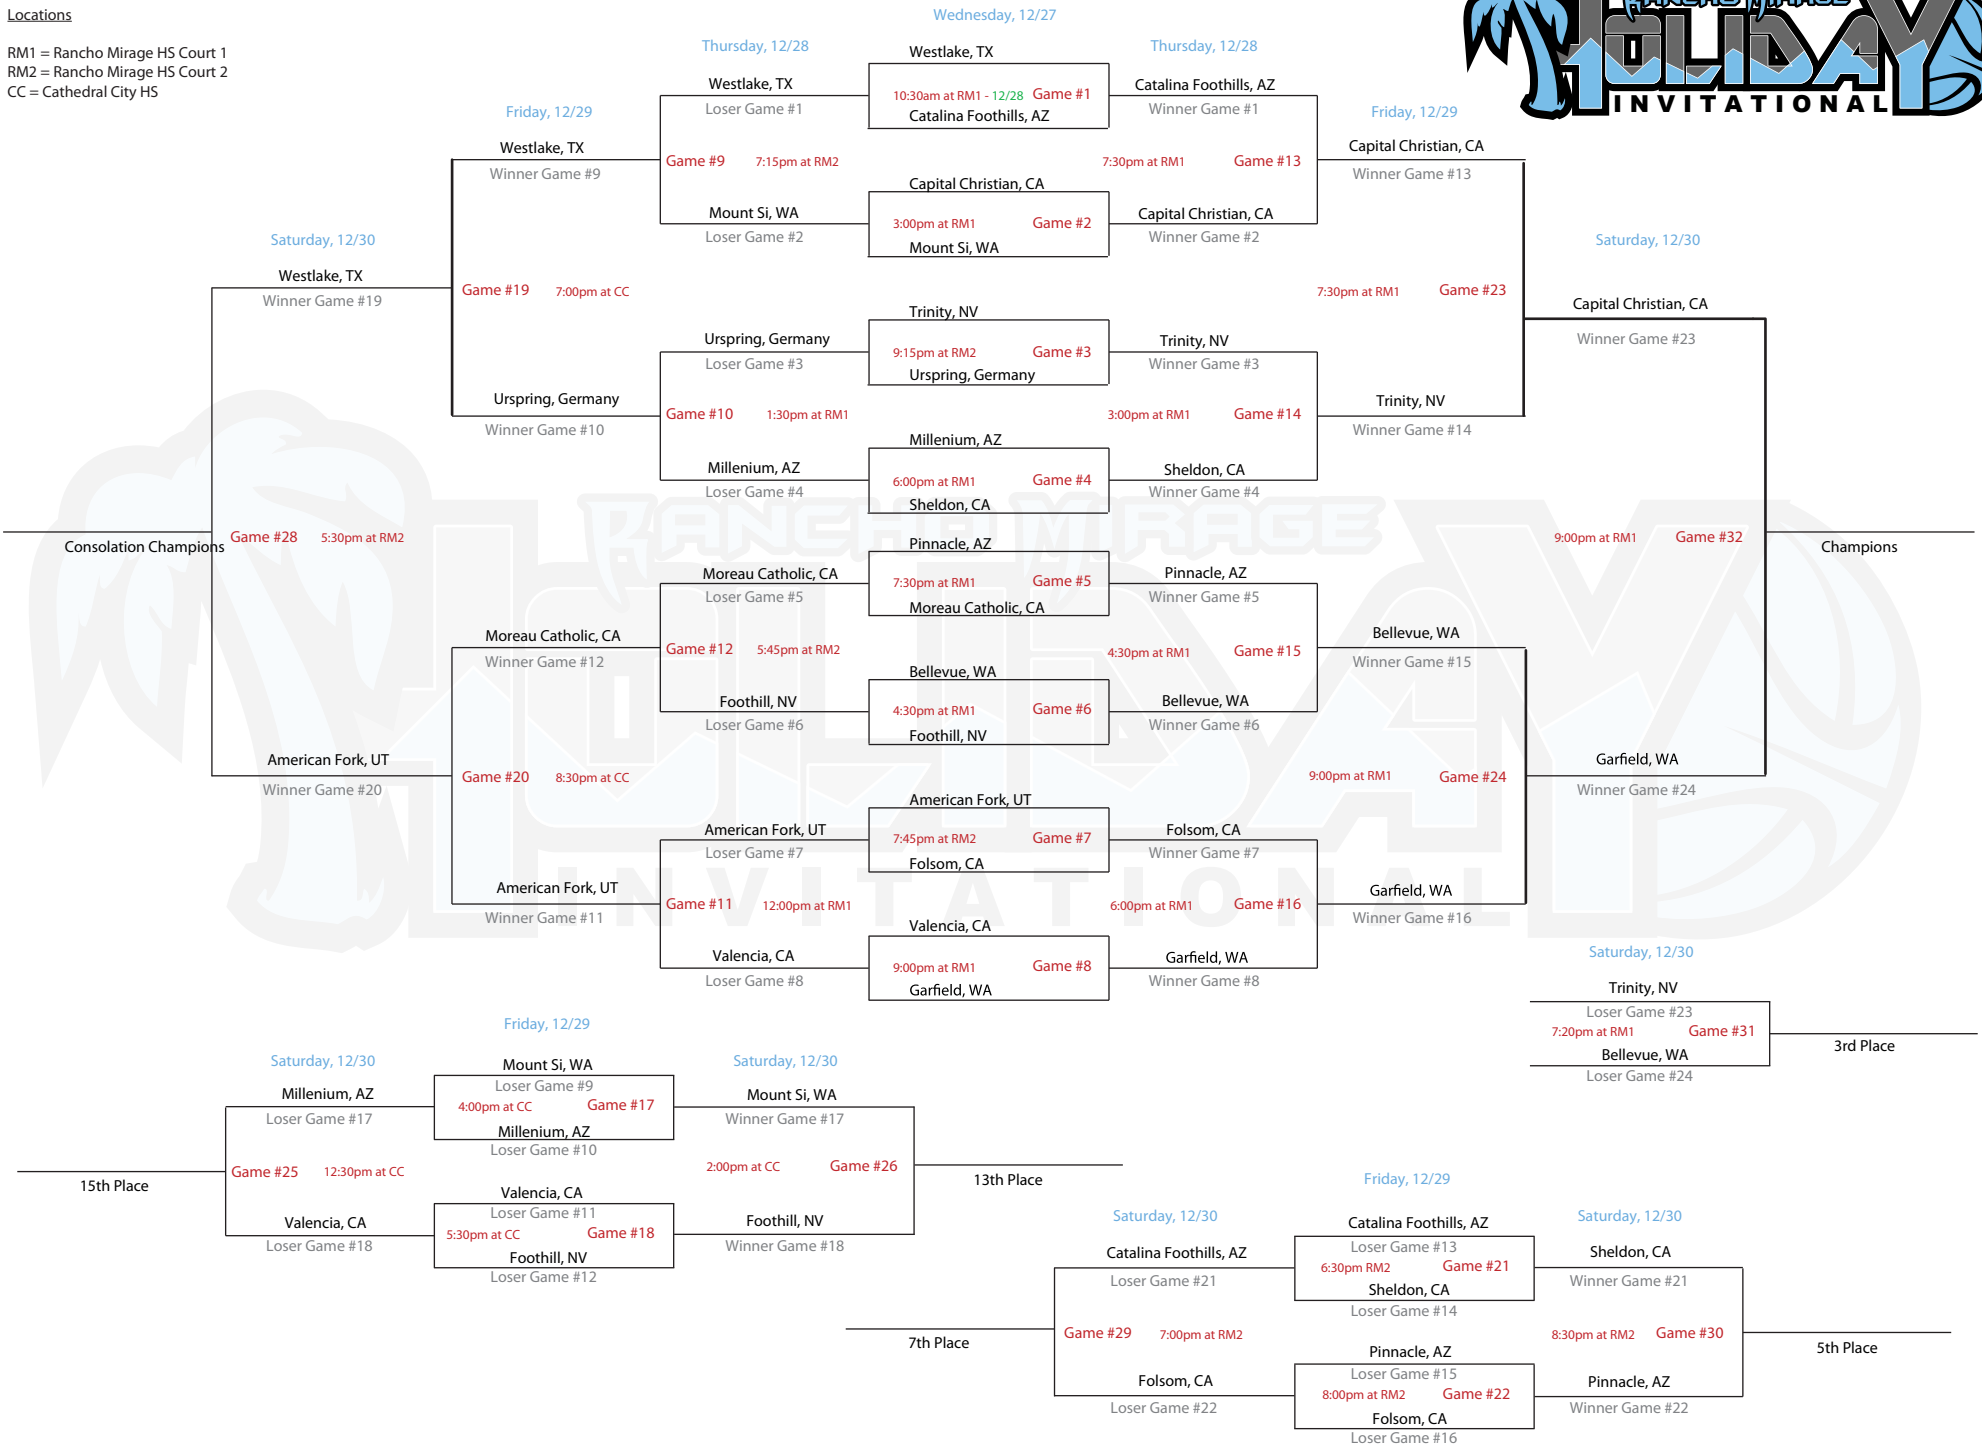 Locations
RM1 = Rancho Mirage HS Court 1
RM2 = Rancho Mirage HS Court 2
CC = Cathedral City HS
RANCHO MIRAGE
HOLIDAY
INVITATIONAL
Wednesday, 12/27
Westlake, TX
10:30am at RM1 - 12/28 Game #1
Catalina Foothills, AZ
Capital Christian, CA
3:00pm at RM1 Game #2
Mount Si, WA
Trinity, NV
9:15pm at RM2 Game #3
Urspring, Germany
Millenium, AZ
6:00pm at RM1 Game #4
Sheldon, CA
Pinnacle, AZ
7:30pm at RM1 Game #5
Moreau Catholic, CA
Bellevue, WA
4:30pm at RM1 Game #6
Foothill, NV
American Fork, UT
7:45pm at RM2 Game #7
Folsom, CA
Valencia, CA
9:00pm at RM1 Game #8
Garfield, WA
Thursday, 12/28
Westlake, TX
Loser Game #1
Game #9 7:15pm at RM2
Mount Si, WA
Loser Game #2
Urspring, Germany
Loser Game #3
Game #10 1:30pm at RM1
Millenium, AZ
Loser Game #4
Moreau Catholic, CA
Loser Game #5
Game #12 5:45pm at RM2
Foothill, NV
Loser Game #6
American Fork, UT
Loser Game #7
Game #11 12:00pm at RM1
Valencia, CA
Loser Game #8
Friday, 12/29
Westlake, TX
Winner Game #9
Game #19 7:00pm at CC
Urspring, Germany
Winner Game #10
Moreau Catholic, CA
Winner Game #12
Game #20 8:30pm at CC
American Fork, UT
Winner Game #11
Saturday, 12/30
Westlake, TX
Winner Game #19
Game #28 5:30pm at RM2
Consolation Champions
American Fork, UT
Winner Game #20
Thursday, 12/28
Catalina Foothills, AZ
Winner Game #1
7:30pm at RM1 Game #13
Capital Christian, CA
Winner Game #2
Trinity, NV
Winner Game #3
3:00pm at RM1 Game #14
Sheldon, CA
Winner Game #4
Pinnacle, AZ
Winner Game #5
4:30pm at RM1 Game #15
Bellevue, WA
Winner Game #6
Folsom, CA
Winner Game #7
6:00pm at RM1 Game #16
Garfield, WA
Winner Game #8
Friday, 12/29
Capital Christian, CA
Winner Game #13
7:30pm at RM1 Game #23
Trinity, NV
Winner Game #14
Bellevue, WA
Winner Game #15
9:00pm at RM1 Game #24
Garfield, WA
Winner Game #16
Saturday, 12/30
Capital Christian, CA
Winner Game #23
9:00pm at RM1 Game #32
Champions
Garfield, WA
Winner Game #24
RANCHO MIRAGE
HOLIDAY
INVITATIONAL
Saturday, 12/30
Trinity, NV
Loser Game #23
7:20pm at RM1 Game #31
Bellevue, WA
Loser Game #24
3rd Place
Friday, 12/29
Mount Si, WA
Loser Game #9
4:00pm at CC Game #17
Millenium, AZ
Loser Game #10
Valencia, CA
Loser Game #11
5:30pm at CC Game #18
Foothill, NV
Loser Game #12
Saturday, 12/30
Millenium, AZ
Loser Game #17
Game #25 12:30pm at CC
15th Place
Valencia, CA
Loser Game #18
Saturday, 12/30
Mount Si, WA
Winner Game #17
2:00pm at CC Game #26
13th Place
Foothill, NV
Winner Game #18
Friday, 12/29
Catalina Foothills, AZ
Loser Game #13
6:30pm RM2 Game #21
Sheldon, CA
Loser Game #14
Pinnacle, AZ
Loser Game #15
8:00pm at RM2 Game #22
Folsom, CA
Loser Game #16
Saturday, 12/30
Catalina Foothills, AZ
Loser Game #21
Game #29 7:00pm at RM2
7th Place
Folsom, CA
Loser Game #22
Saturday, 12/30
Sheldon, CA
Winner Game #21
8:30pm at RM2 Game #30
5th Place
Pinnacle, AZ
Winner Game #22